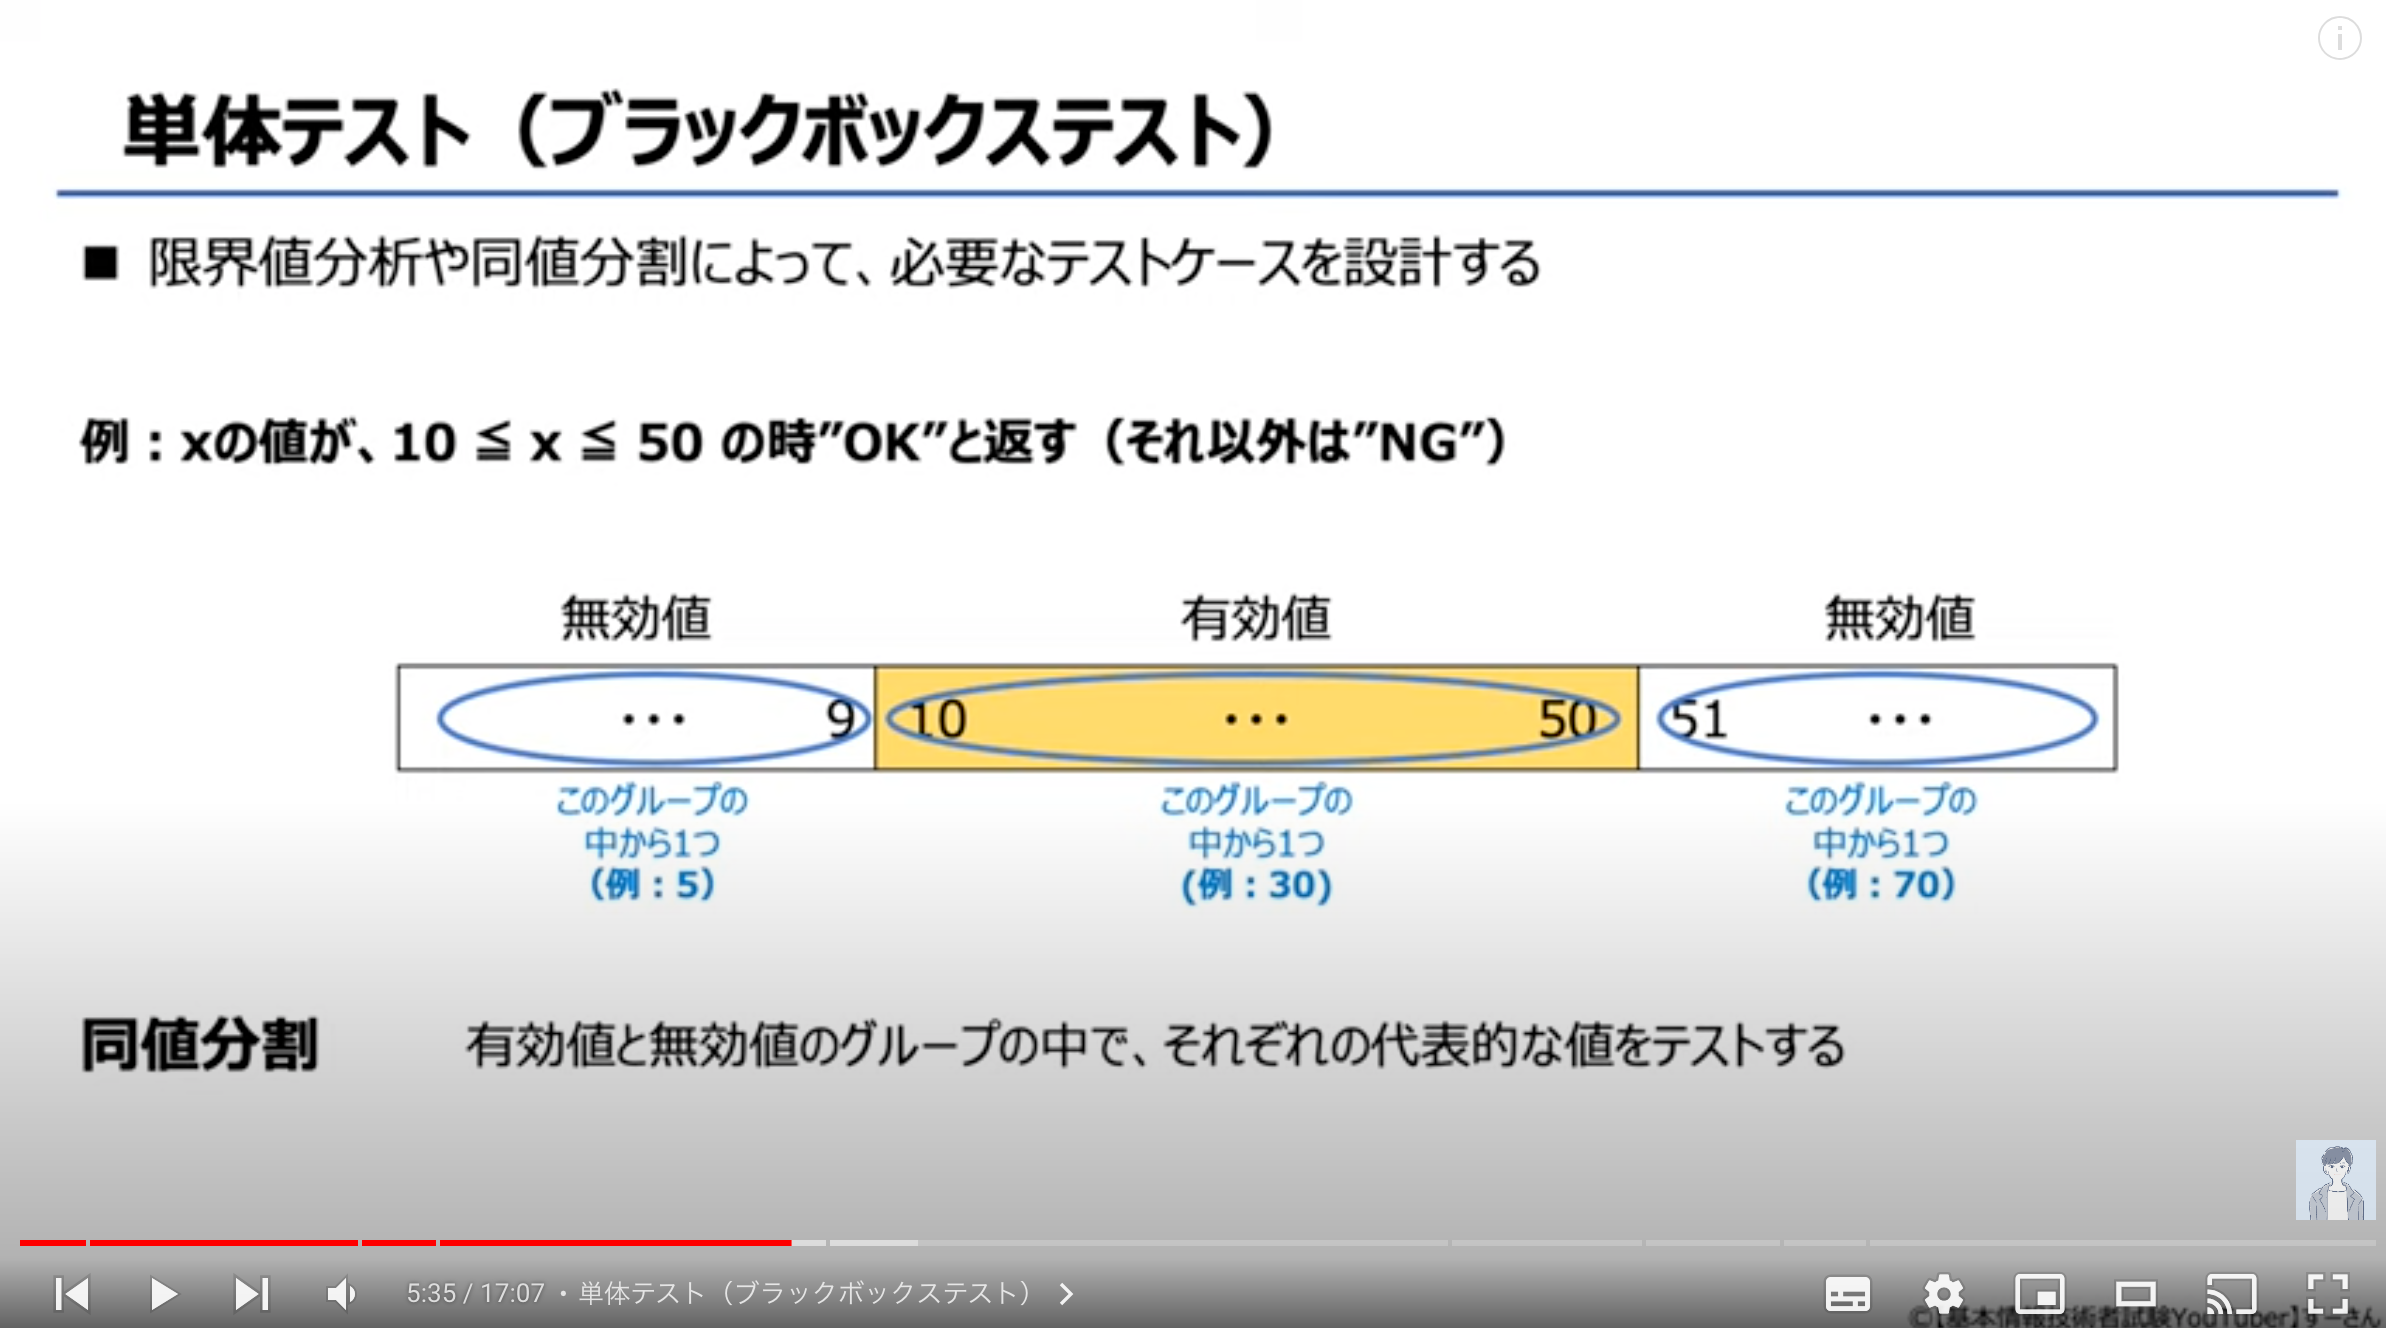 単体テスト（ブラックボックステスト）
■ 限界値分析や同値分割によって、必要なテストケースを設計する
例：xの値が、10 ≦ x ≦ 50 の時”OK”と返す（それ以外は”NG”）
無効値 有効値 無効値
・・・ 9 10 ・・・ 50 51 ・・・
このグループの
中から1つ
（例：5）
このグループの
中から1つ
(例：30)
このグループの
中から1つ
（例：70）
同値分割 有効値と無効値のグループの中で、それぞれの代表的な値をテストする
5:35 / 17:07 • 単体テスト（ブラックボックステスト）
©【基本情報技術者試験YouTuber】すーさん